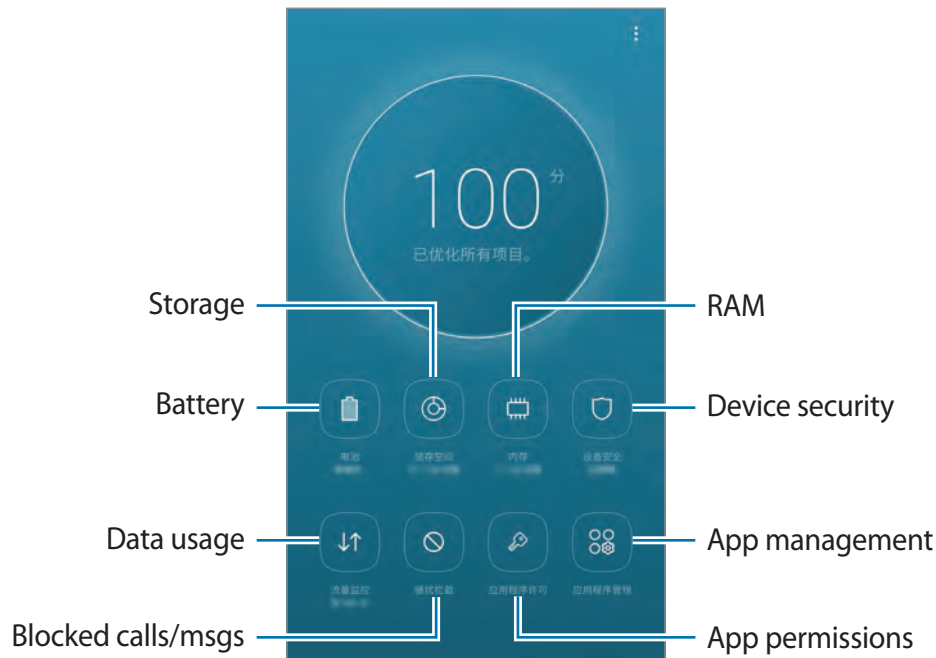 100 分
已优化所有项目。
Storage
RAM
Battery
Device security
电池
储存空间
内存
设备安全
Data usage
App management
流量监控
骚扰拦截
应用程序许可
应用程序管理
Blocked calls/msgs
App permissions